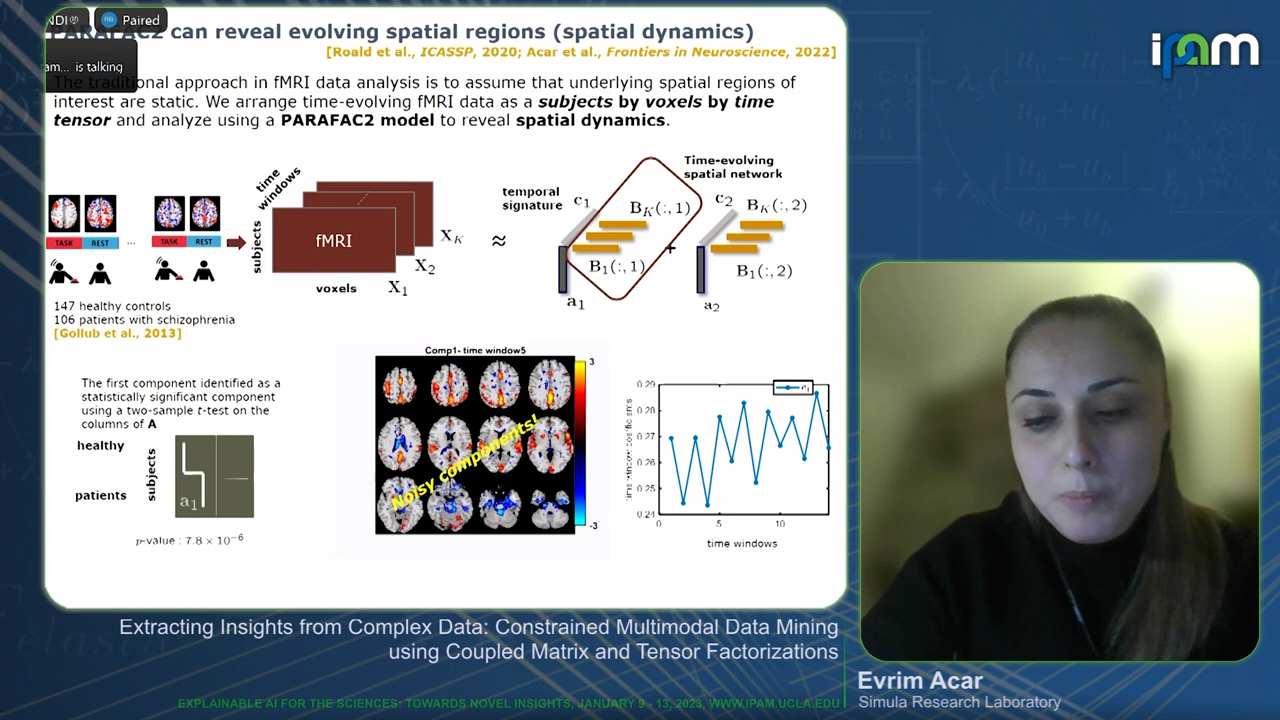 NDI
Paired
PARAFAC2 can reveal evolving spatial regions (spatial dynamics)
am... is talking
[Roald et al., ICASSP, 2020; Acar et al., Frontiers in Neuroscience, 2022]
The traditional approach in fMRI data analysis is to assume that underlying spatial regions of
interest are static. We arrange time-evolving fMRI data as a subjects by voxels by time
tensor and analyze using a PARAFAC2 model to reveal spatial dynamics.
TASK REST ... TASK REST
time
windows
subjects
fMRI
voxels
X_1
X_2
X_K
≈
temporal
signature
c_1
B_K(:, 1)
B_1(:, 1)
a_1
+
Time-evolving
spatial network
c_2
B_K(:, 2)
B_1(:, 2)
a_2
147 healthy controls
106 patients with schizophrenia
[Gollub et al., 2013]
The first component identified as a
statistically significant component
using a two-sample t-test on the
columns of A
healthy
patients
subjects
a_1
p-value : 7.8 × 10^-6
Comp1- time window5
3
-3
Noisy components!
0.29
0.28
0.27
0.26
0.25
0.24
0 5 10
time windows
ipam
Extracting Insights from Complex Data: Constrained Multimodal Data Mining
using Coupled Matrix and Tensor Factorizations
Evrim Acar
Simula Research Laboratory
EXPLAINABLE AI FOR THE SCIENCES: TOWARDS NOVEL INSIGHTS, JANUARY 9 - 13, 2023, WWW.IPAM.UCLA.EDU